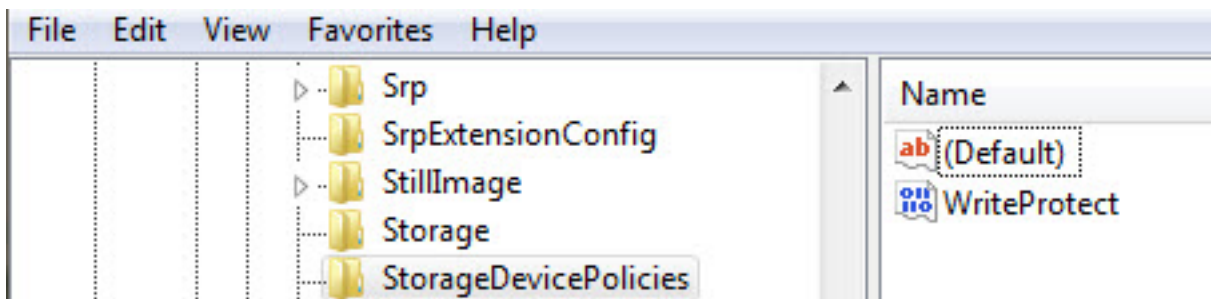 File Edit View Favorites Help
Srp
SrpExtensionConfig
StillImage
Storage
StorageDevicePolicies
Name
(Default)
WriteProtect